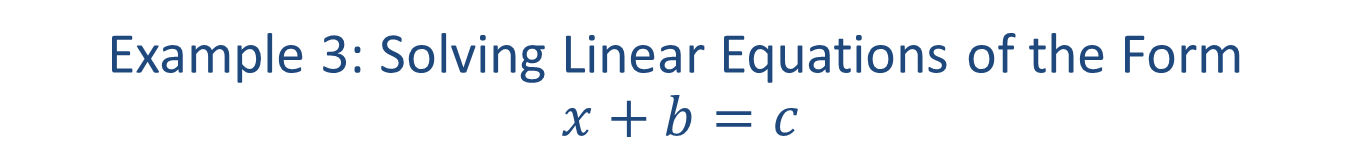 Example 3: Solving Linear Equations of the Form
x + b = c